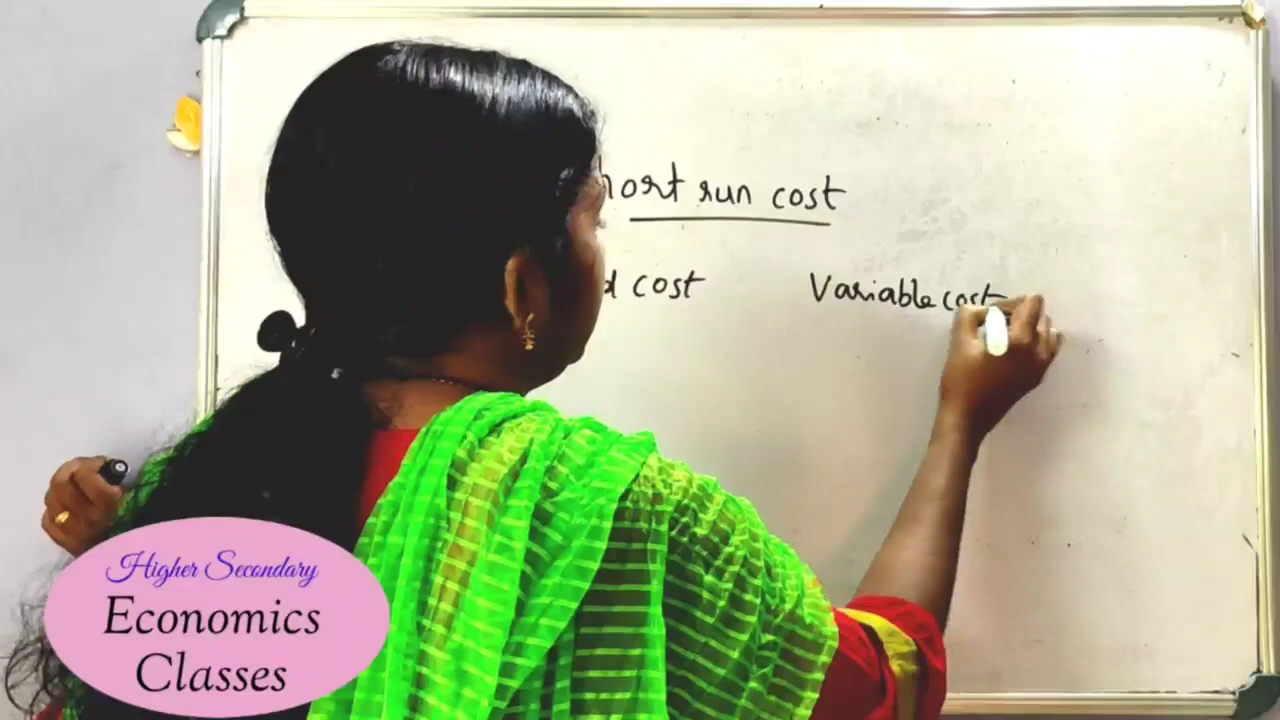 hort run cost
d cost Variable cost
Higher Secondary
Economics
Classes